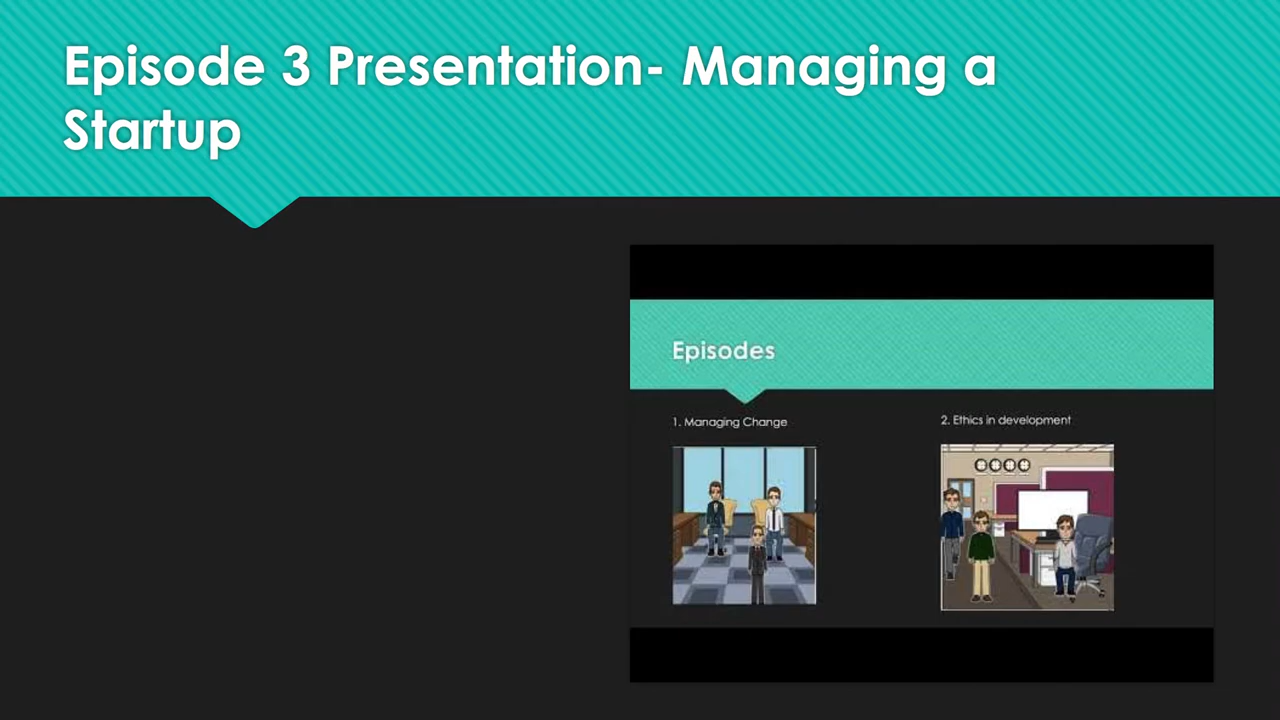 Episode 3 Presentation- Managing a
Startup
Episodes
1. Managing Change
2. Ethics in development